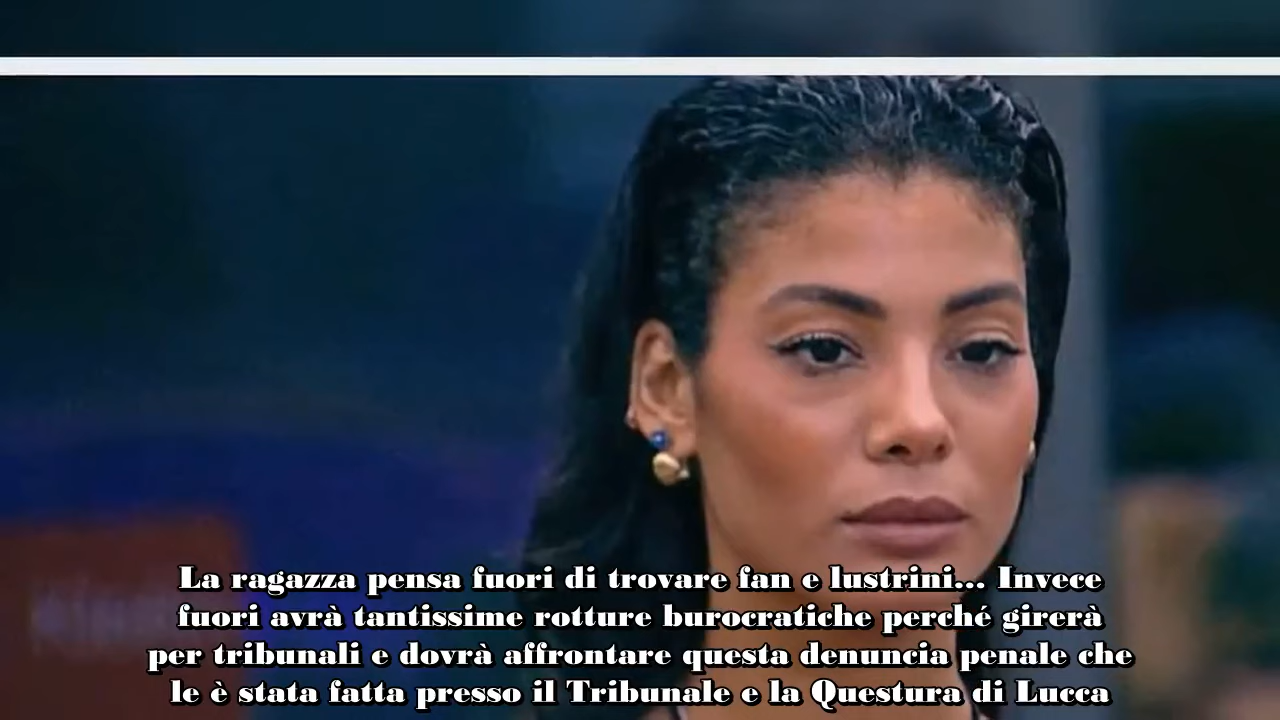 La ragazza pensa fuori di trovare fan e lustrini... Invece
fuori avrà tantissime rotture burocratiche perché girerà
per tribunali e dovrà affrontare questa denuncia penale che
le è stata fatta presso il Tribunale e la Questura di Lucca